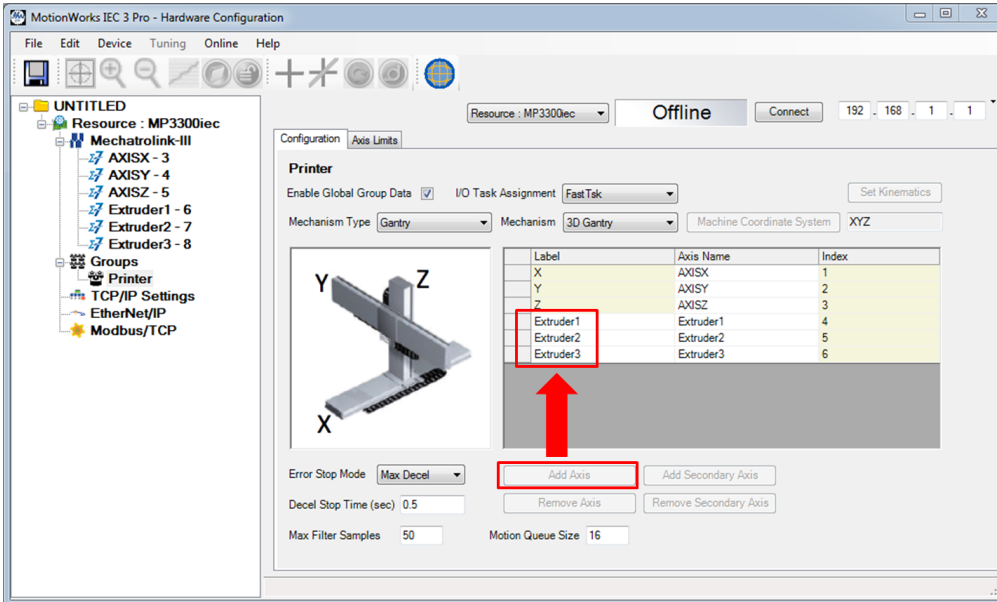 MotionWorks IEC 3 Pro - Hardware Configuration
File Edit Device Tuning Online Help
UNTITLED
Resource : MP3300iec
Mechatrolink-III
AXISX - 3
AXISY - 4
AXISZ - 5
Extruder1 - 6
Extruder2 - 7
Extruder3 - 8
Groups
Printer
TCP/IP Settings
EtherNet/IP
Modbus/TCP
Resource : MP3300iec Offline Connect 192 . 168 . 1 . 1
Configuration Axis Limits
Printer
Enable Global Group Data I/O Task Assignment FastTsk Set Kinematics
Mechanism Type Gantry Mechanism 3D Gantry Machine Coordinate System XYZ
Y Z
X
Label Axis Name Index
X AXISX 1
Y AXISY 2
Z AXISZ 3
Extruder1 Extruder1 4
Extruder2 Extruder2 5
Extruder3 Extruder3 6
Error Stop Mode Max Decel Add Axis Add Secondary Axis
Decel Stop Time (sec) 0.5 Remove Axis Remove Secondary Axis
Max Filter Samples 50 Motion Queue Size 16